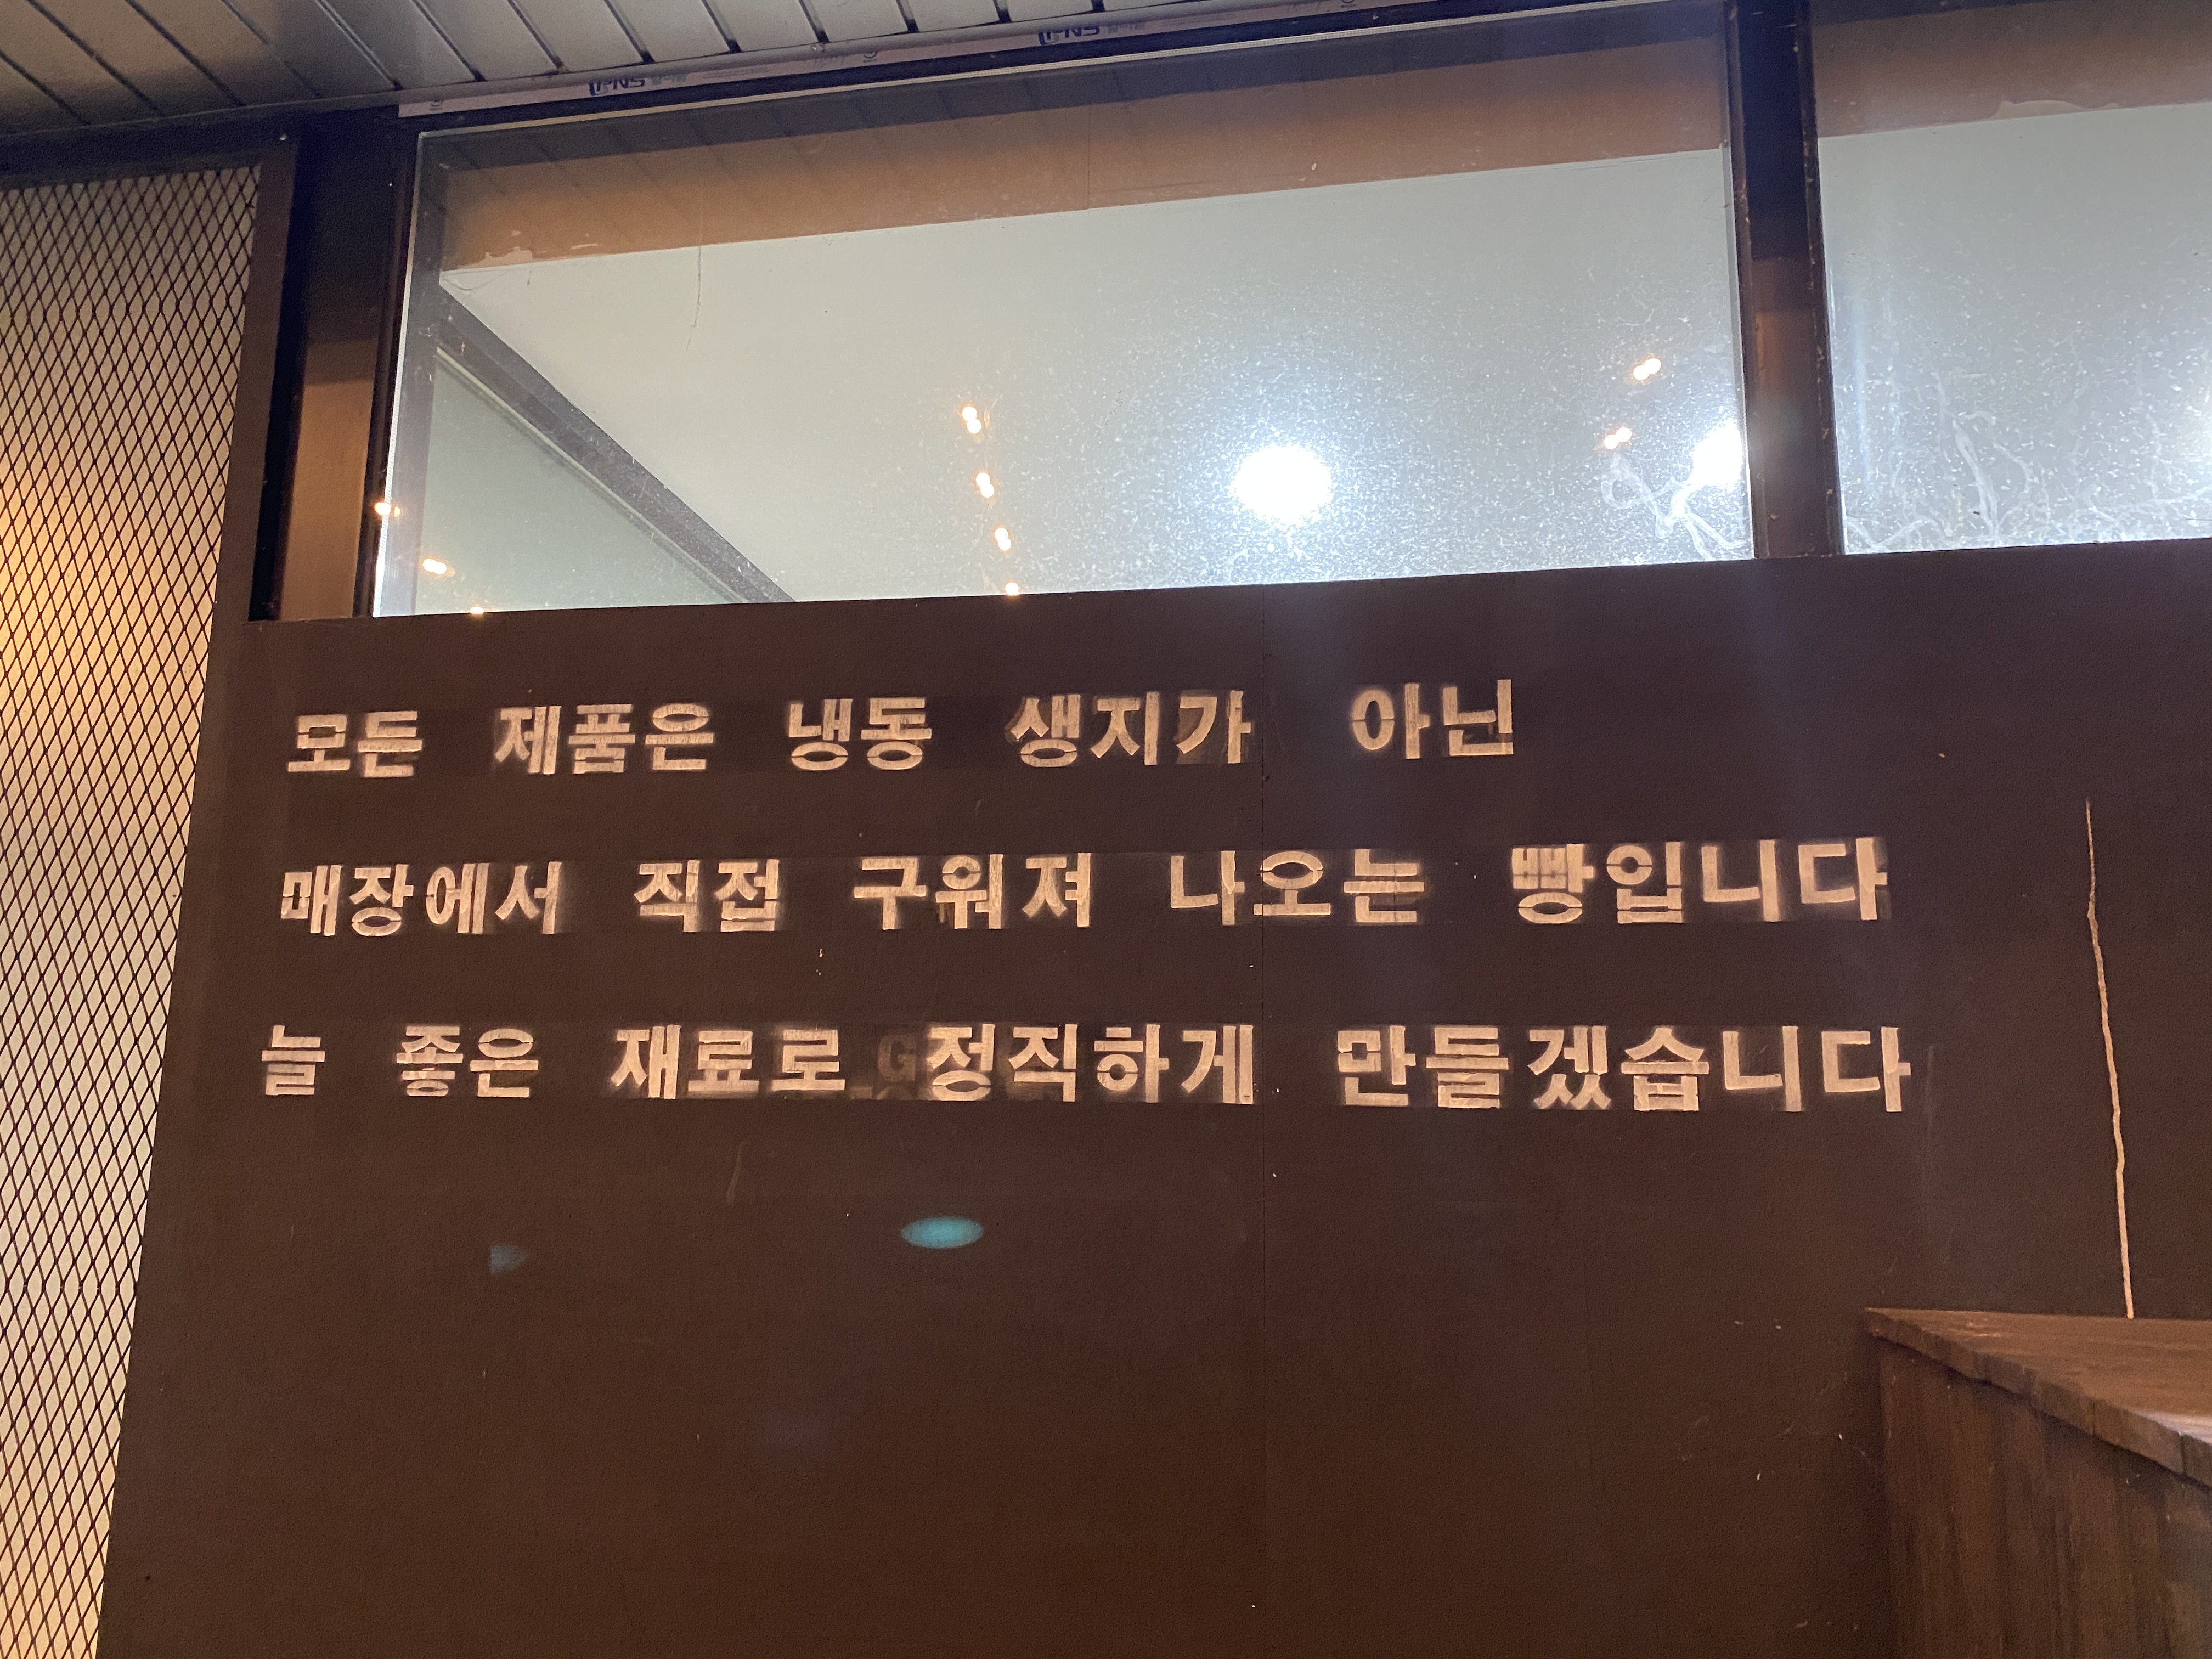 모든 제품은 냉동 생지가 아닌
매장에서 직접 구워져 나오는 빵입니다
늘 좋은 재료로 정직하게 만들겠습니다